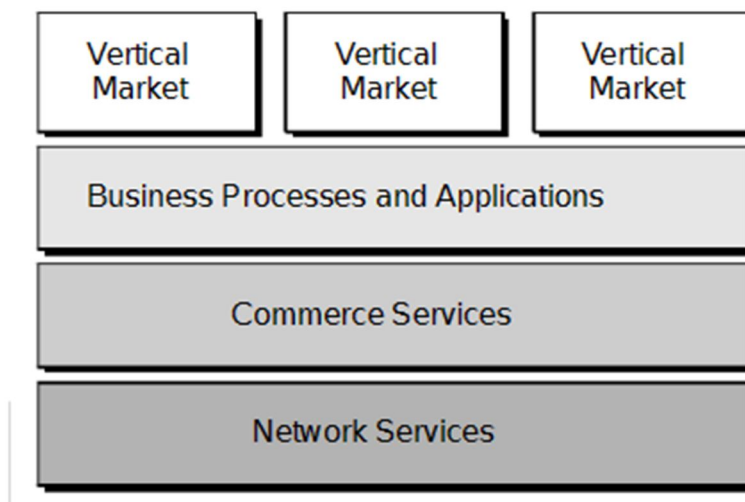 Vertical Vertical Vertical
Market Market Market
Business Processes and Applications
Commerce Services
Network Services